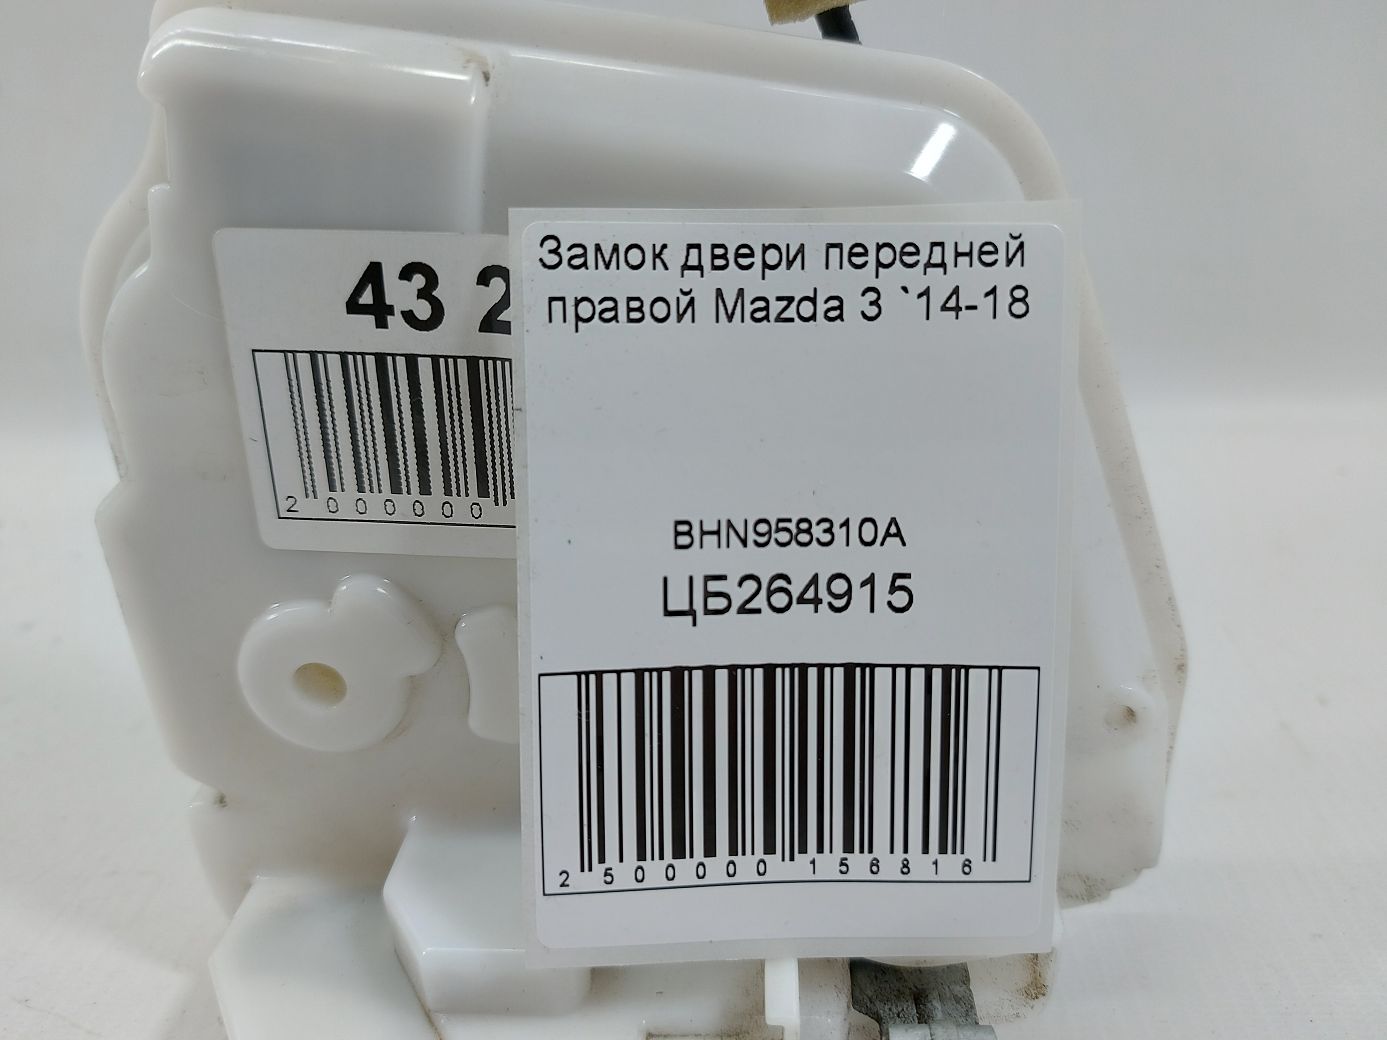 43 2
2 000000
Замок двери передней
правой Mazda 3 `14-18
BHN958310A
ЦБ264915
2 500000 156816